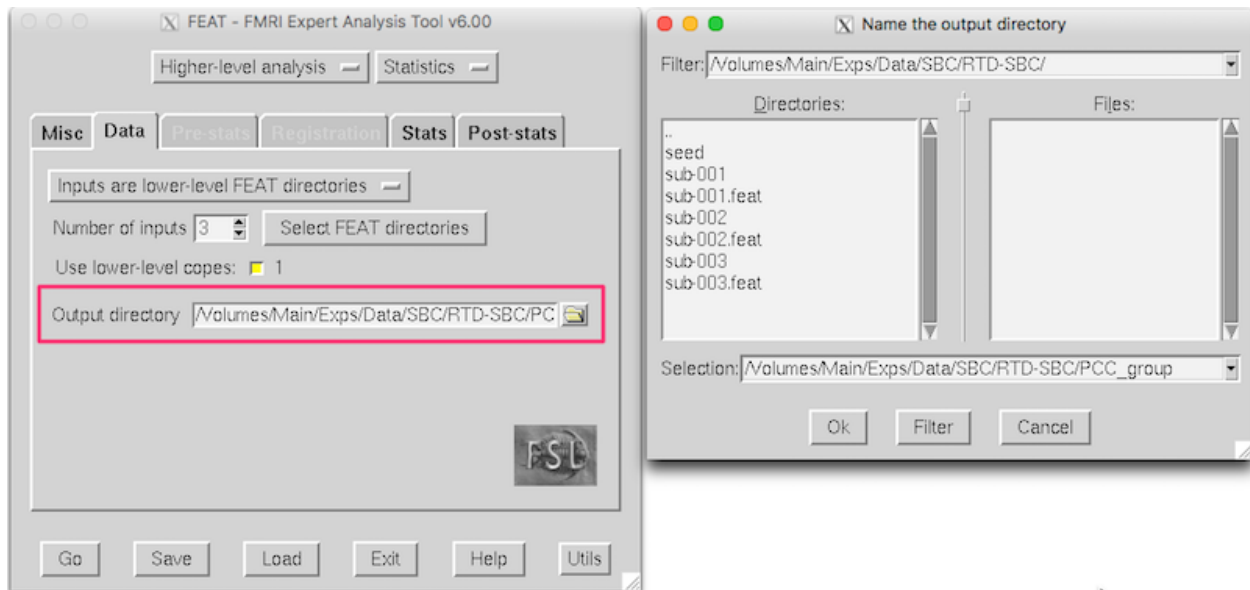 FEAT - FMRI Expert Analysis Tool v6.00
Higher-level analysis Statistics
Misc Data Pre-stats Registration Stats Post-stats
Inputs are lower-level FEAT directories
Number of inputs 3 Select FEAT directories
Use lower-level copes: 1
Output directory /Volumes/Main/Exps/Data/SBC/RTD-SBC/PC
FSL
Go Save Load Exit Help Utils
Name the output directory
Filter: /Volumes/Main/Exps/Data/SBC/RTD-SBC/
Directories: Files:
..
seed
sub-001
sub-001.feat
sub-002
sub-002.feat
sub-003
sub-003.feat
Selection: /Volumes/Main/Exps/Data/SBC/RTD-SBC/PCC_group
Ok Filter Cancel